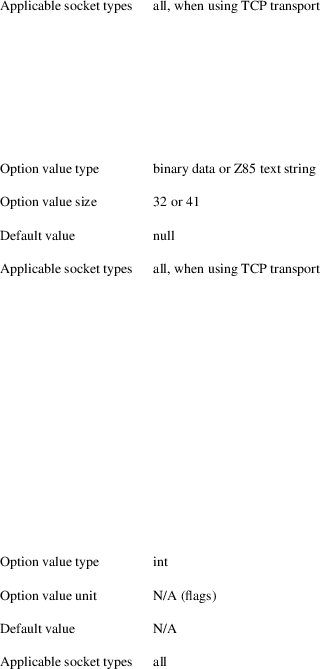 Applicable socket types all, when using TCP transport
Option value type binary data or Z85 text string
Option value size 32 or 41
Default value null
Applicable socket types all, when using TCP transport
Option value type int
Option value unit N/A (flags)
Default value N/A
Applicable socket types all